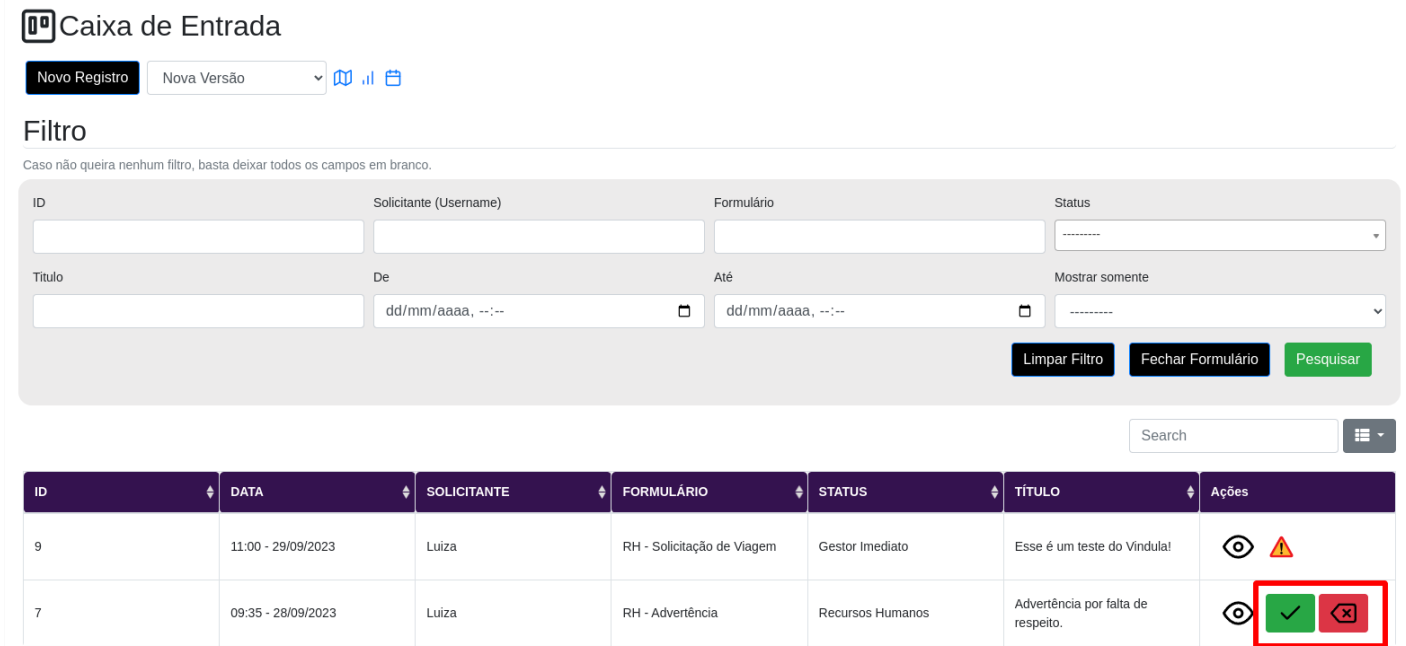 Caixa de Entrada
Novo Registro Nova Versão
Filtro
Caso não queira nenhum filtro, basta deixar todos os campos em branco.
ID Solicitante (Username) Formulário Status
---------
Titulo De Até Mostrar somente
dd/mm/aaaa, --:-- dd/mm/aaaa, --:-- ---------
Limpar Filtro Fechar Formulário Pesquisar
Search
ID DATA SOLICITANTE FORMULÁRIO STATUS TÍTULO Ações
9 11:00 - 29/09/2023 Luiza RH - Solicitação de Viagem Gestor Imediato Esse é um teste do Vindula!
7 09:35 - 28/09/2023 Luiza RH - Advertência Recursos Humanos Advertência por falta de
respeito.